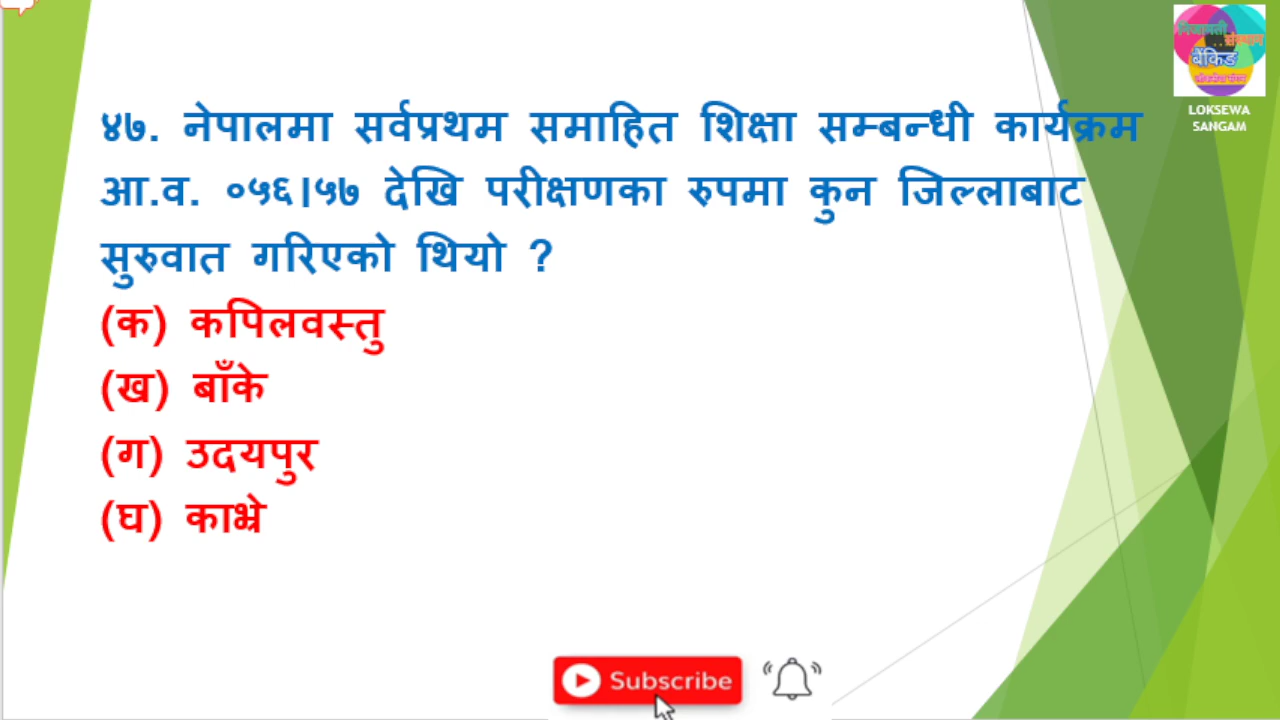 निजामती
..संस्थान
बैंकिङ
LOKSEWA
SANGAM
४७. नेपालमा सर्वप्रथम समाहित शिक्षा सम्बन्धी कार्यक्रम
आ.व. ०५६।५७ देखि परीक्षणका रुपमा कुन जिल्लाबाट
सुरुवात गरिएको थियो ?
(क) कपिलवस्तु
(ख) बाँके
(ग) उदयपुर
(घ) काभ्रे
Subscribe